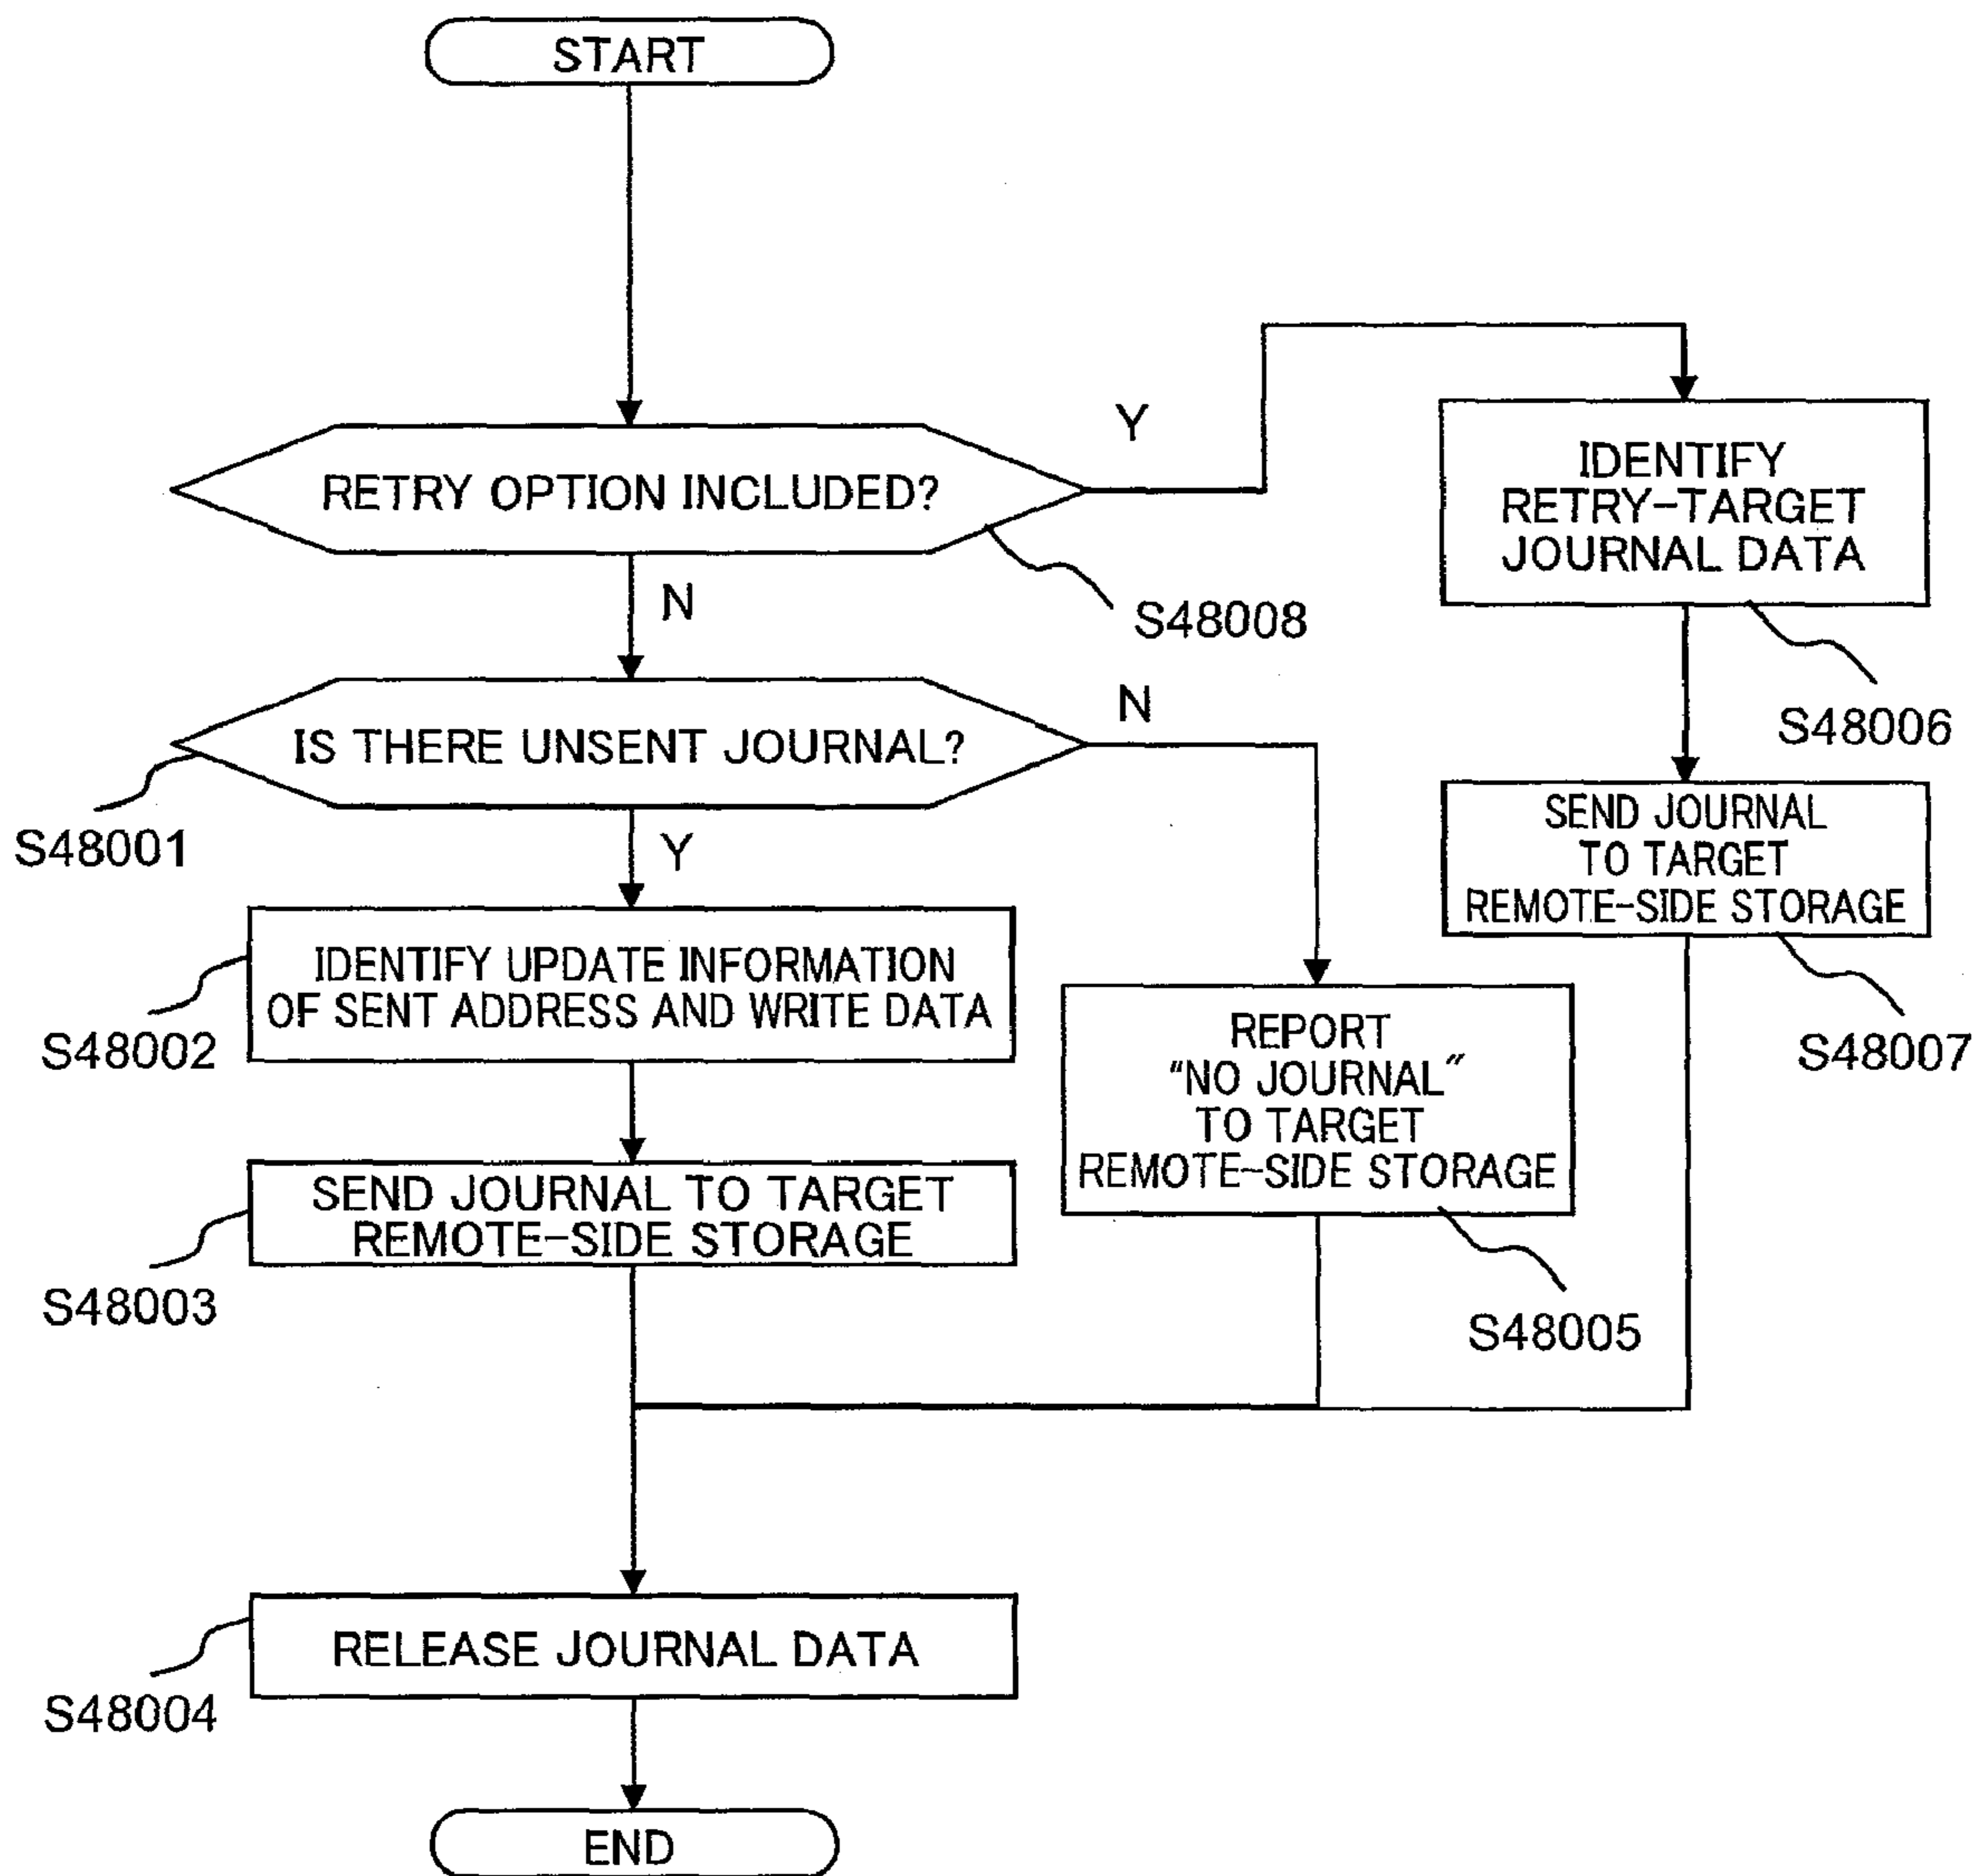 START
RETRY OPTION INCLUDED?
Y
N
S48008
IDENTIFY
RETRY-TARGET
JOURNAL DATA
S48006
IS THERE UNSENT JOURNAL?
N
Y
S48001
SEND JOURNAL
TO TARGET
REMOTE-SIDE STORAGE
S48007
IDENTIFY UPDATE INFORMATION
OF SENT ADDRESS AND WRITE DATA
S48002
REPORT
"NO JOURNAL"
TO TARGET
REMOTE-SIDE STORAGE
S48005
SEND JOURNAL TO TARGET
REMOTE-SIDE STORAGE
S48003
RELEASE JOURNAL DATA
S48004
END